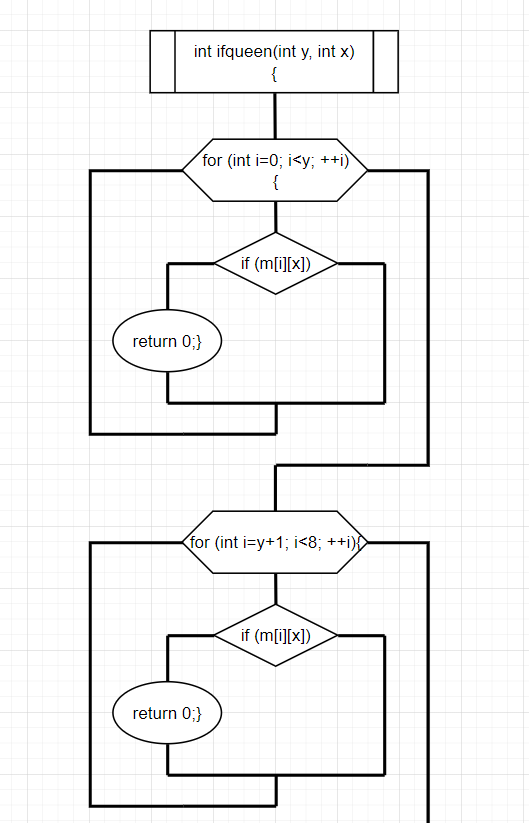 int ifqueen(int y, int x)
{
for (int i=0; i<y; ++i)
{
if (m[i][x])
return 0;}
for (int i=y+1; i<8; ++i){
if (m[i][x])
return 0;}